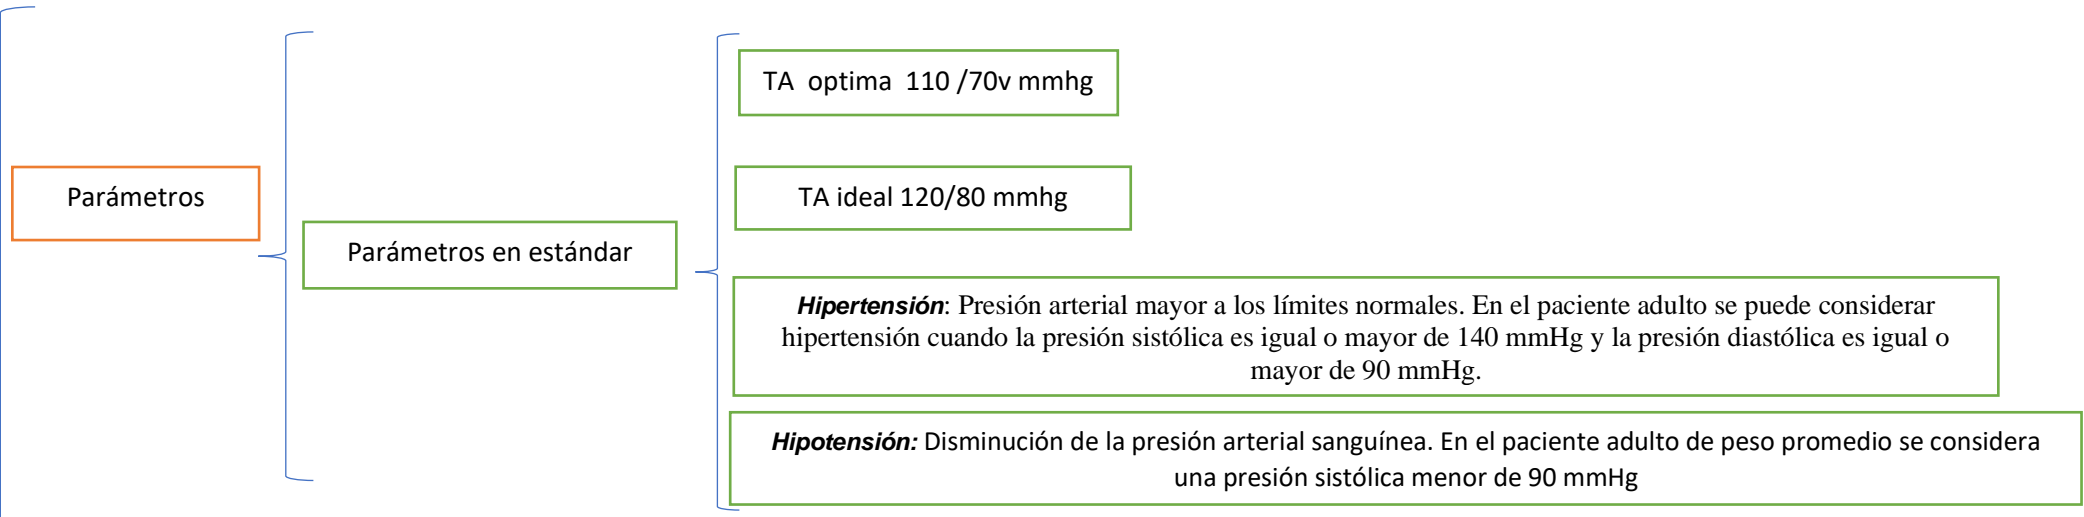 Parámetros
Parámetros en estándar
TA optima 110 /70v mmhg
TA ideal 120/80 mmhg
Hipertensión: Presión arterial mayor a los límites normales. En el paciente adulto se puede considerar
hipertensión cuando la presión sistólica es igual o mayor de 140 mmHg y la presión diastólica es igual o
mayor de 90 mmHg.
Hipotensión: Disminución de la presión arterial sanguínea. En el paciente adulto de peso promedio se considera
una presión sistólica menor de 90 mmHg